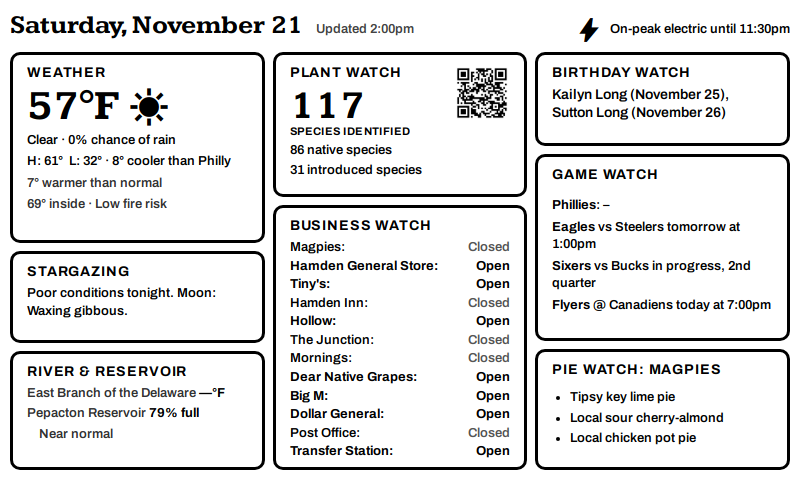 Saturday, November 21
Updated 2:00pm
On-peak electric until 11:30pm
WEATHER
57°F
Clear · 0% chance of rain
H: 61° L: 32° · 8° cooler than Philly
7° warmer than normal
69° inside · Low fire risk
STARGAZING
Poor conditions tonight. Moon:
Waxing gibbous.
RIVER & RESERVOIR
East Branch of the Delaware —°F
Pepacton Reservoir 79% full
Near normal
PLANT WATCH
117
SPECIES IDENTIFIED
86 native species
31 introduced species
BUSINESS WATCH
Magpies: Closed
Hamden General Store: Open
Tiny's: Open
Hamden Inn: Closed
Hollow: Open
The Junction: Closed
Mornings: Closed
Dear Native Grapes: Open
Big M: Open
Dollar General: Open
Post Office: Closed
Transfer Station: Open
BIRTHDAY WATCH
Kailyn Long (November 25),
Sutton Long (November 26)
GAME WATCH
Phillies: –
Eagles vs Steelers tomorrow at
1:00pm
Sixers vs Bucks in progress, 2nd
quarter
Flyers @ Canadiens today at 7:00pm
PIE WATCH: MAGPIES
• Tipsy key lime pie
• Local sour cherry-almond
• Local chicken pot pie